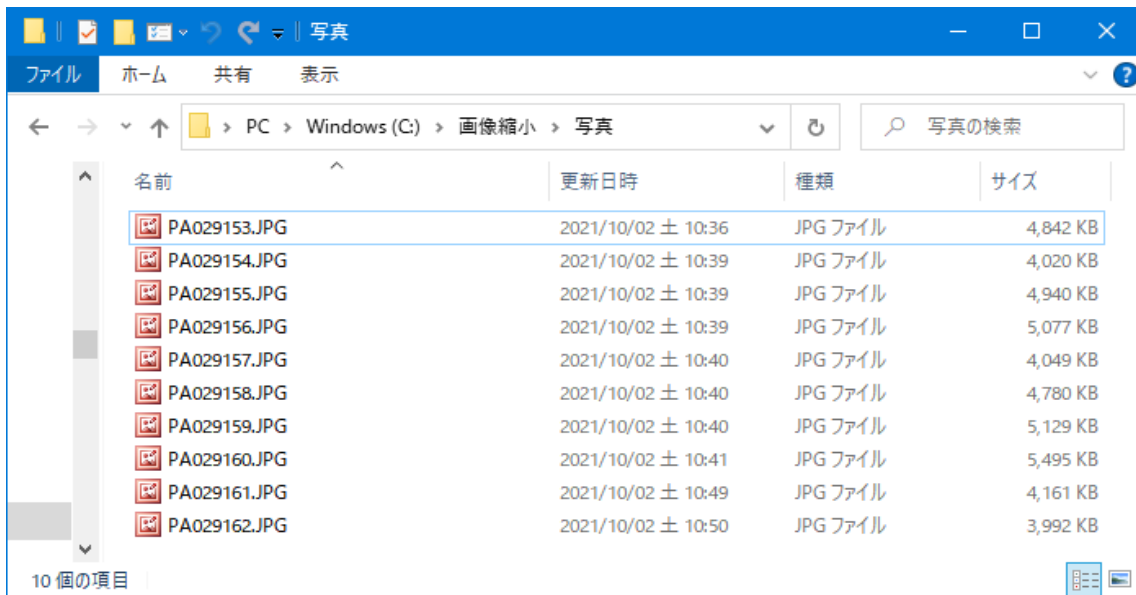 写真
ファイル ホーム 共有 表示
PC › Windows (C:) › 画像縮小 › 写真 写真の検索
名前 更新日時 種類 サイズ
PA029153.JPG 2021/10/02 土 10:36 JPG ファイル 4,842 KB
PA029154.JPG 2021/10/02 土 10:39 JPG ファイル 4,020 KB
PA029155.JPG 2021/10/02 土 10:39 JPG ファイル 4,940 KB
PA029156.JPG 2021/10/02 土 10:39 JPG ファイル 5,077 KB
PA029157.JPG 2021/10/02 土 10:40 JPG ファイル 4,049 KB
PA029158.JPG 2021/10/02 土 10:40 JPG ファイル 4,780 KB
PA029159.JPG 2021/10/02 土 10:40 JPG ファイル 5,129 KB
PA029160.JPG 2021/10/02 土 10:41 JPG ファイル 5,495 KB
PA029161.JPG 2021/10/02 土 10:49 JPG ファイル 4,161 KB
PA029162.JPG 2021/10/02 土 10:50 JPG ファイル 3,992 KB
10 個の項目